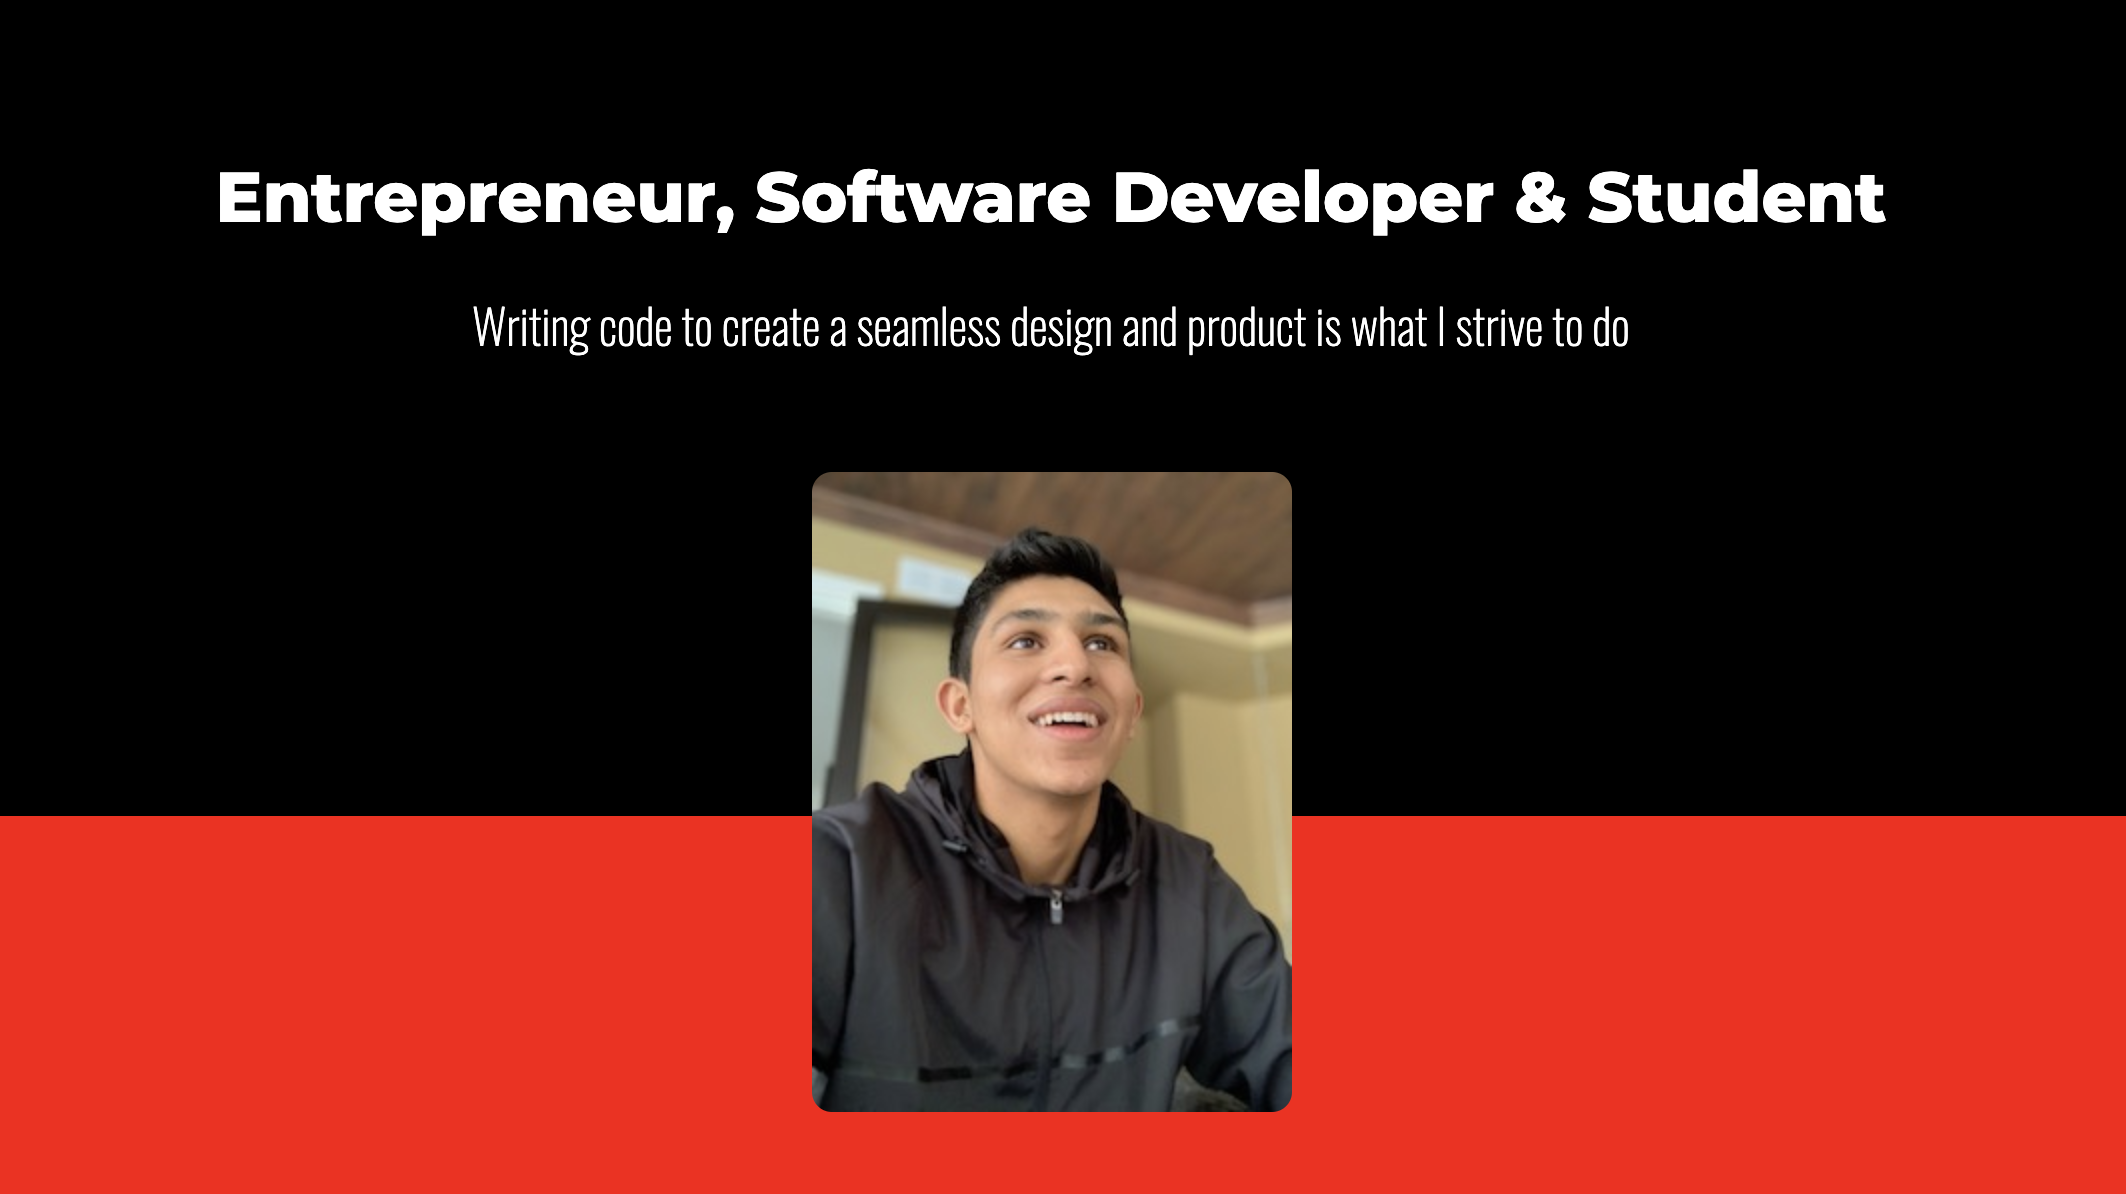 Entrepreneur, Software Developer & Student
Writing code to create a seamless design and product is what I strive to do